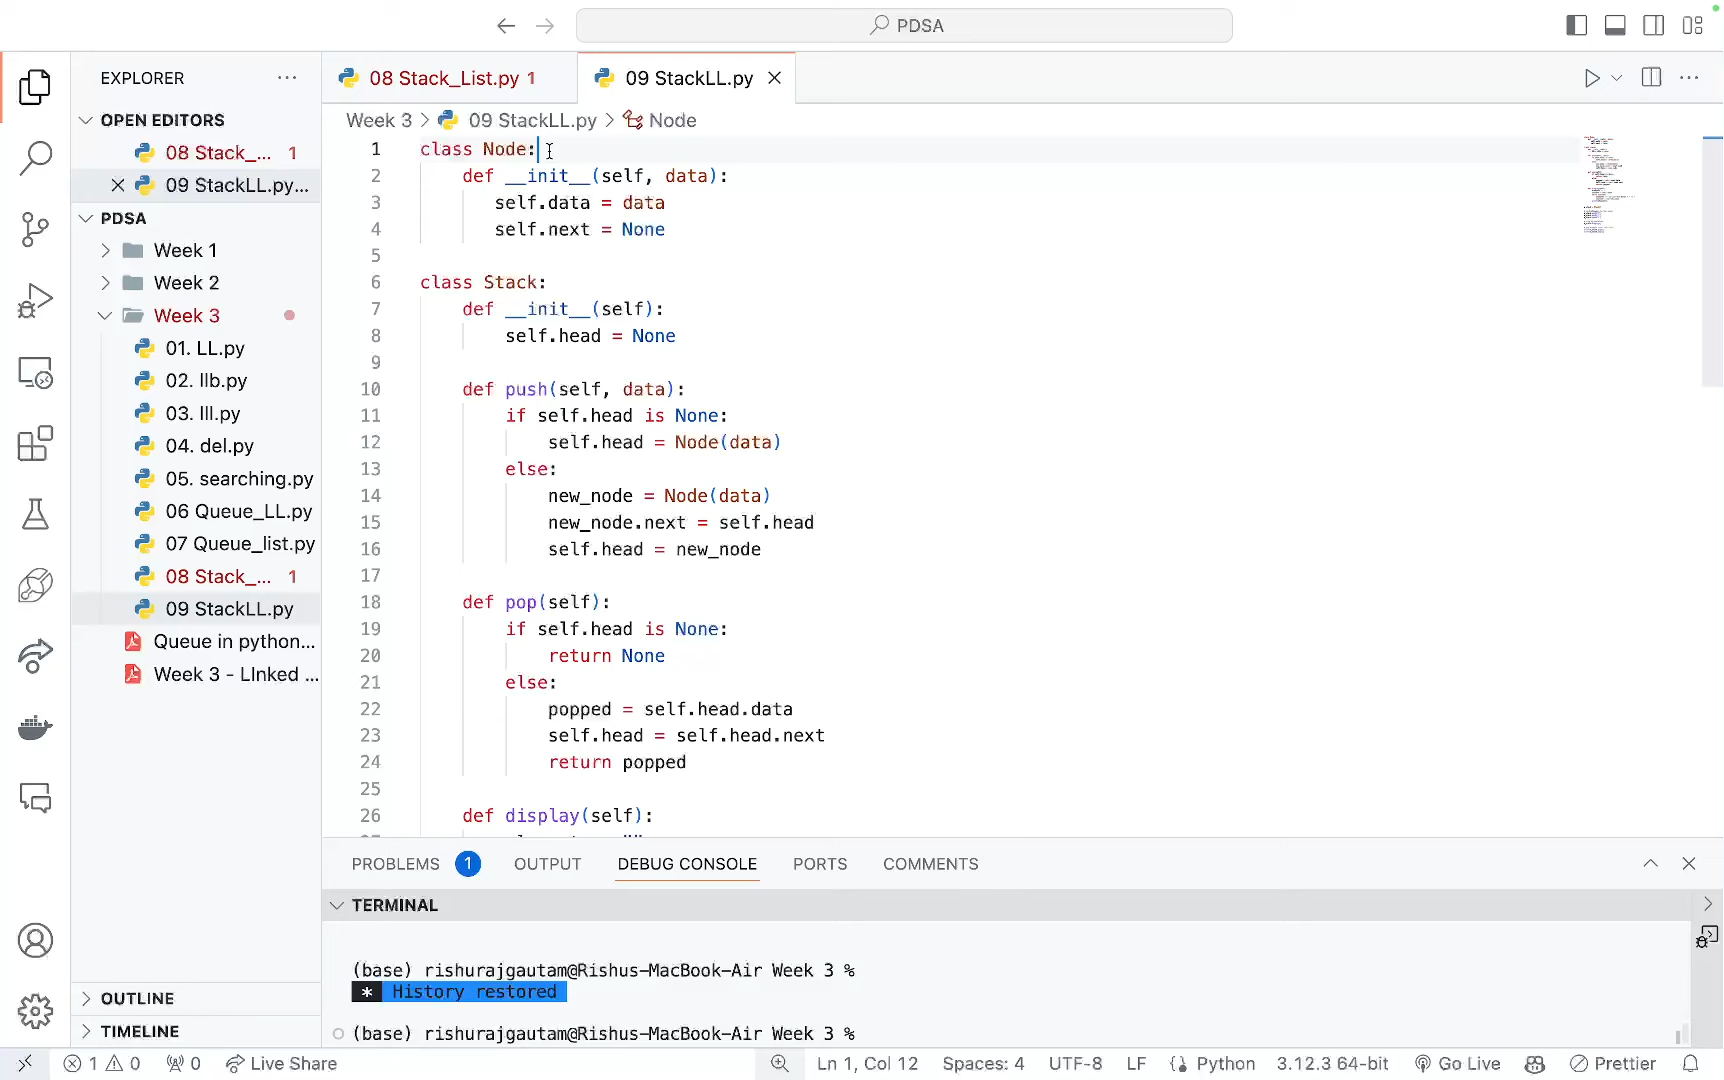 PDSA
EXPLORER
OPEN EDITORS
08 Stack_... 1
09 StackLL.py...
PDSA
Week 1
Week 2
Week 3
01. LL.py
02. llb.py
03. lll.py
04. del.py
05. searching.py
06 Queue_LL.py
07 Queue_list.py
08 Stack_... 1
09 StackLL.py
Queue in python...
Week 3 - LInked ...
OUTLINE
TIMELINE
08 Stack_List.py 1
09 StackLL.py
Week 3 > 09 StackLL.py > Node
1 class Node:
2 def __init__(self, data):
3 self.data = data
4 self.next = None
5
6 class Stack:
7 def __init__(self):
8 self.head = None
9
10 def push(self, data):
11 if self.head is None:
12 self.head = Node(data)
13 else:
14 new_node = Node(data)
15 new_node.next = self.head
16 self.head = new_node
17
18 def pop(self):
19 if self.head is None:
20 return None
21 else:
22 popped = self.head.data
23 self.head = self.head.next
24 return popped
25
26 def display(self):
PROBLEMS 1 OUTPUT DEBUG CONSOLE PORTS COMMENTS
TERMINAL
(base) rishurajgautam@Rishus-MacBook-Air Week 3 %
* History restored
(base) rishurajgautam@Rishus-MacBook-Air Week 3 %
1 0 0 Live Share Ln 1, Col 12 Spaces: 4 UTF-8 LF Python 3.12.3 64-bit Go Live Prettier